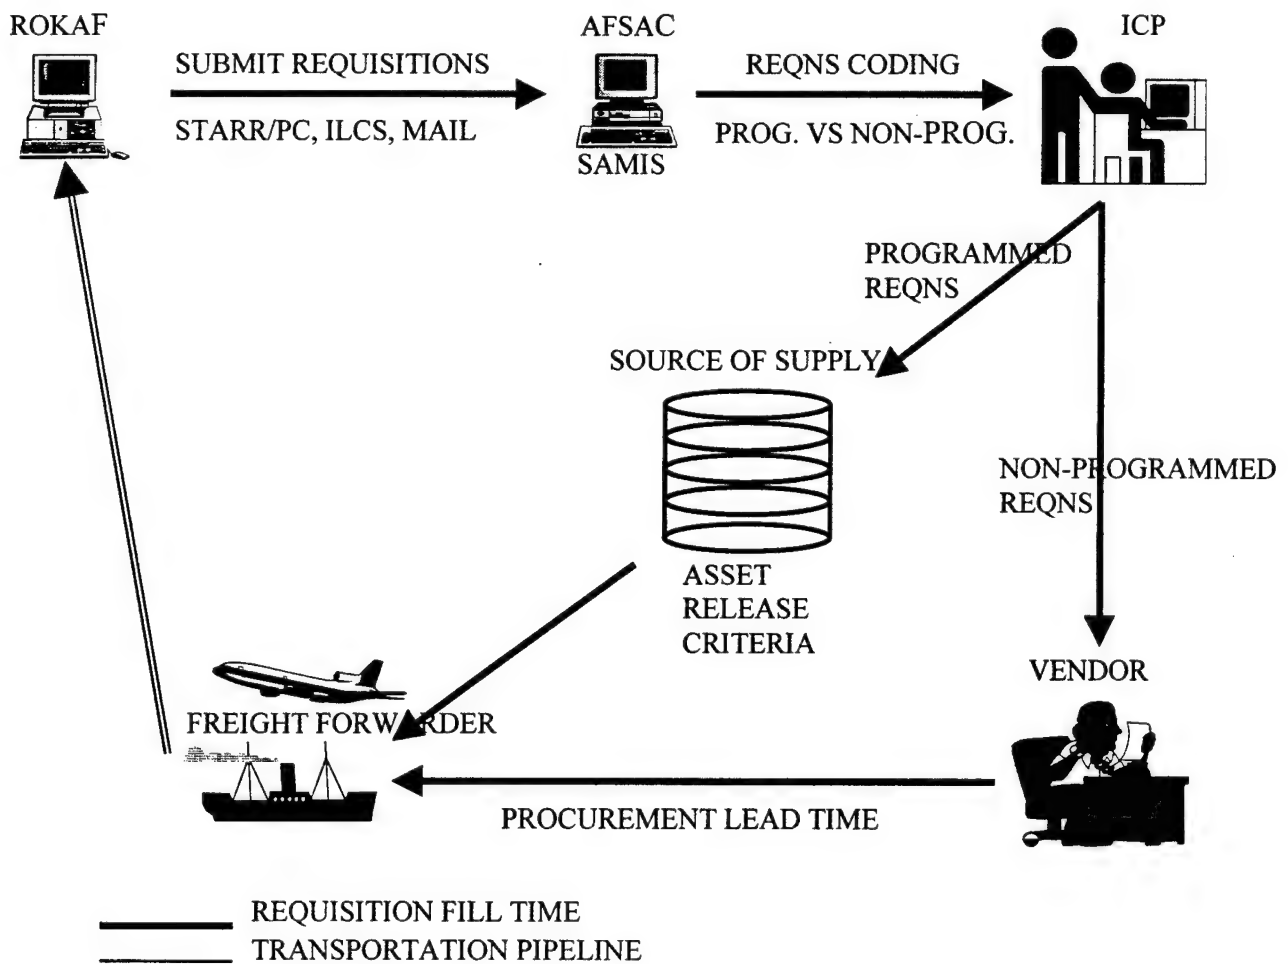 ROKAF
AFSAC
ICP
SUBMIT REQUISITIONS
REQNS CODING
STARR/PC, ILCS, MAIL
PROG. VS NON-PROG.
SAMIS
PROGRAMMED
REQNS
SOURCE OF SUPPLY
NON-PROGRAMMED
REQNS
ASSET
RELEASE
CRITERIA
VENDOR
FREIGHT FORWARDER
PROCUREMENT LEAD TIME
REQUISITION FILL TIME
TRANSPORTATION PIPELINE